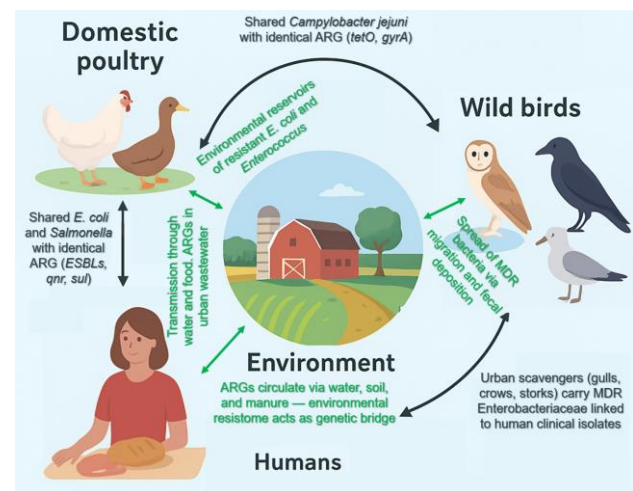 Shared Campylobacter jejuni
with identical ARG (tetO, gyrA)
Domestic
poultry
Wild birds
Environmental reservoirs
of resistant E. coli and
Enterococcus
Shared E. coli
and Salmonella
with identical
ARG (ESBLs,
qnr, sul)
Transmission through
water and food. ARGs in
urban wastewater
Spread of MDR
bacteria via
migration and fecal
deposition
Environment
ARGs circulate via water, soil,
and manure — environmental
resistome acts as genetic bridge
Urban scavengers (gulls,
crows, storks) carry MDR
Enterobacteriaceae linked
to human clinical isolates
Humans